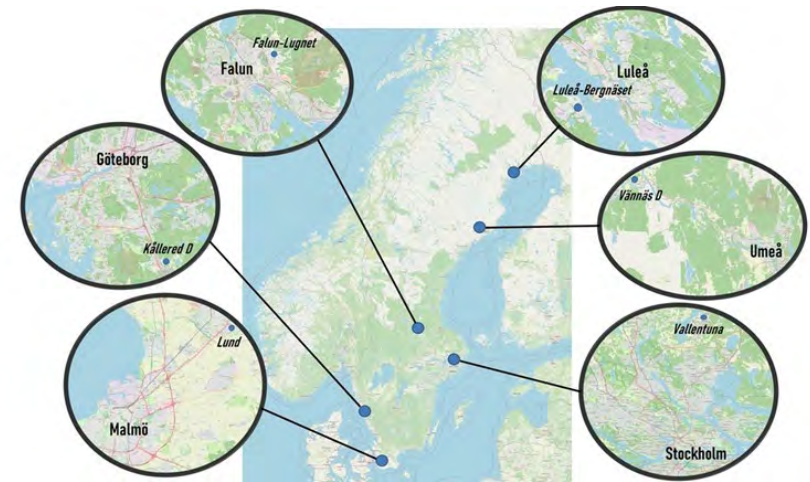 Falun-Lugnet
Falun
Luleå
Luleå-Bergnäset
Göteborg
Kållered D
Vännäs D
Umeå
Lund
Malmö
Vallentuna
Stockholm